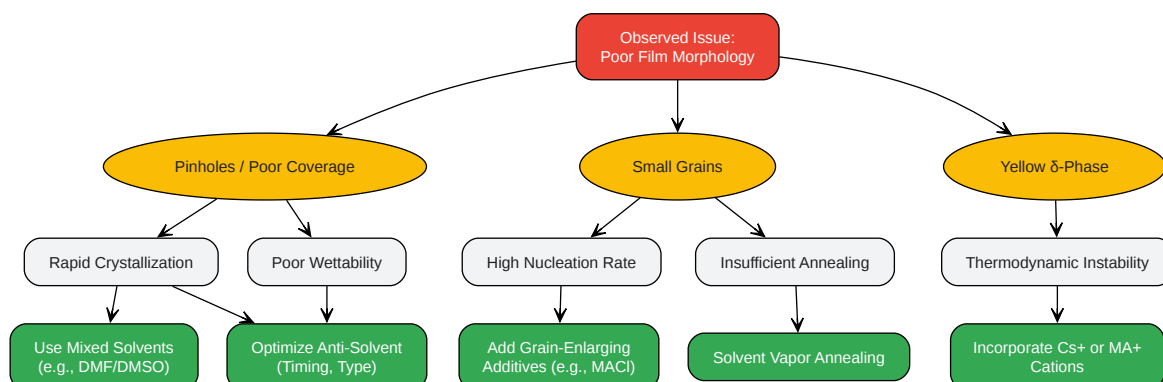 Observed Issue:
Poor Film Morphology
Pinholes / Poor Coverage
Small Grains
Yellow δ-Phase
Rapid Crystallization
Poor Wettability
High Nucleation Rate
Insufficient Annealing
Thermodynamic Instability
Use Mixed Solvents
(e.g., DMF/DMSO)
Optimize Anti-Solvent
(Timing, Type)
Add Grain-Enlarging
Additives (e.g., MACl)
Solvent Vapor Annealing
Incorporate Cs+ or MA+
Cations